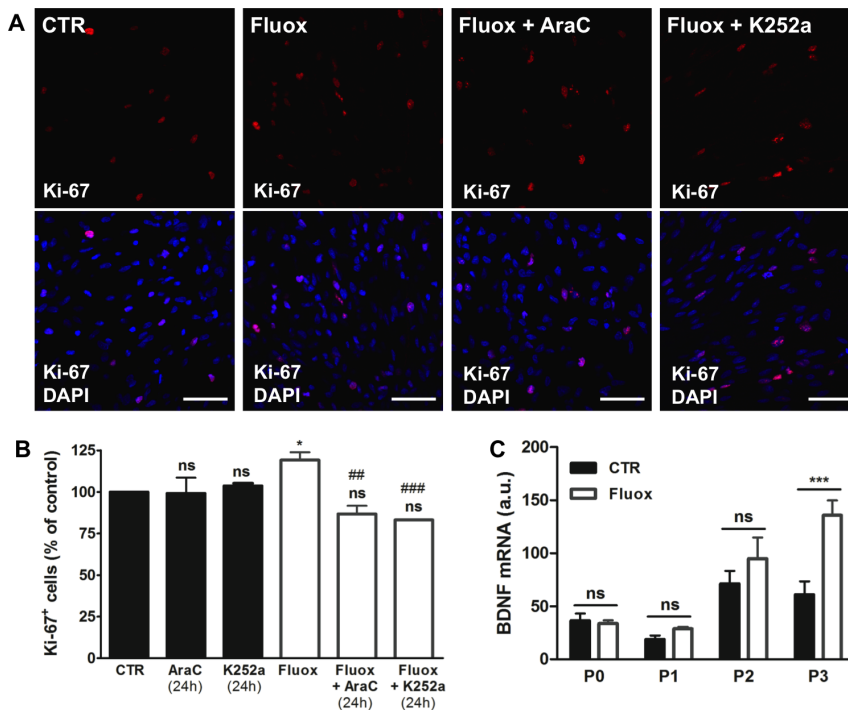 A
CTR
Fluox
Fluox + AraC
Fluox + K252a
Ki-67
Ki-67
Ki-67
Ki-67
Ki-67
DAPI
Ki-67
DAPI
Ki-67
DAPI
Ki-67
DAPI
B
Ki-67+ cells (% of control)
125
100
75
50
25
0
ns
ns
*
##
ns
###
ns
CTR
AraC
(24h)
K252a
(24h)
Fluox
Fluox
+ AraC
(24h)
Fluox
+ K252a
(24h)
C
BDNF mRNA (a.u.)
200
150
100
50
0
CTR
Fluox
ns
ns
ns
***
P0
P1
P2
P3